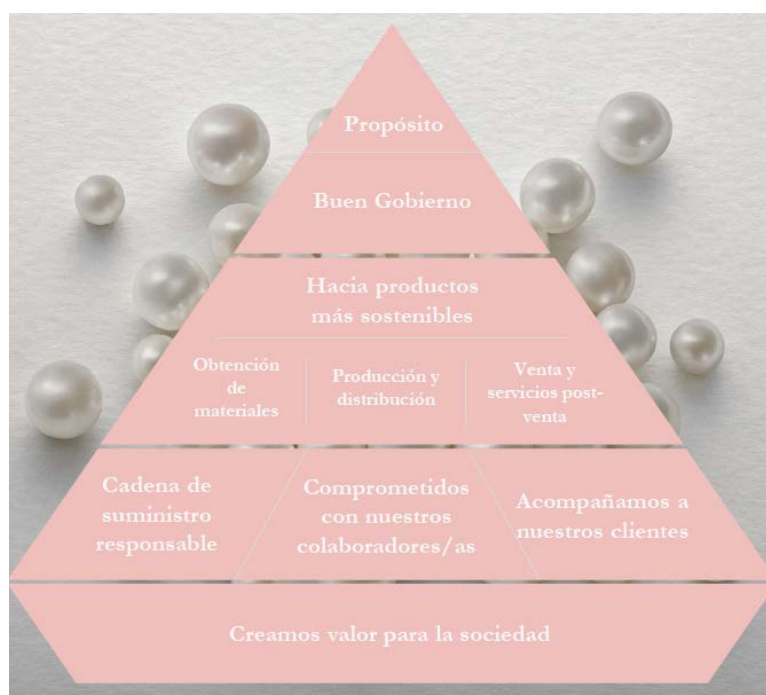 Propósito
Buen Gobierno
Hacia productos
más sostenibles
Obtención
de
materiales
Producción y
distribución
Venta y
servicios post-
venta
Cadena de
suministro
responsable
Comprometidos
con nuestros
colaboradores/as
Acompañamos a
nuestros clientes
Creamos valor para la sociedad